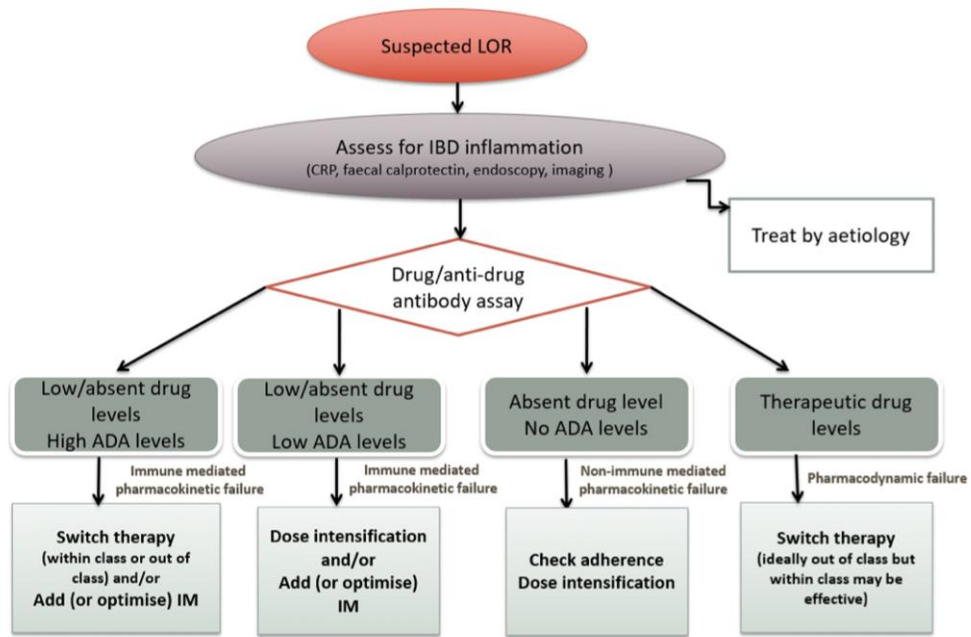 Suspected LOR
Assess for IBD inflammation
(CRP, faecal calprotectin, endoscopy, imaging )
Treat by aetiology
Drug/anti-drug
antibody assay
Low/absent drug
levels
High ADA levels
Low/absent drug
levels
Low ADA levels
Absent drug level
No ADA levels
Therapeutic drug
levels
Immune mediated
pharmacokinetic failure
Immune mediated
pharmacokinetic failure
Non-immune mediated
pharmacokinetic failure
Pharmacodynamic failure
Switch therapy
(within class or out of
class) and/or
Add (or optimise) IM
Dose intensification
and/or
Add (or optimise)
IM
Check adherence
Dose intensification
Switch therapy
(ideally out of class but
within class may be
effective)